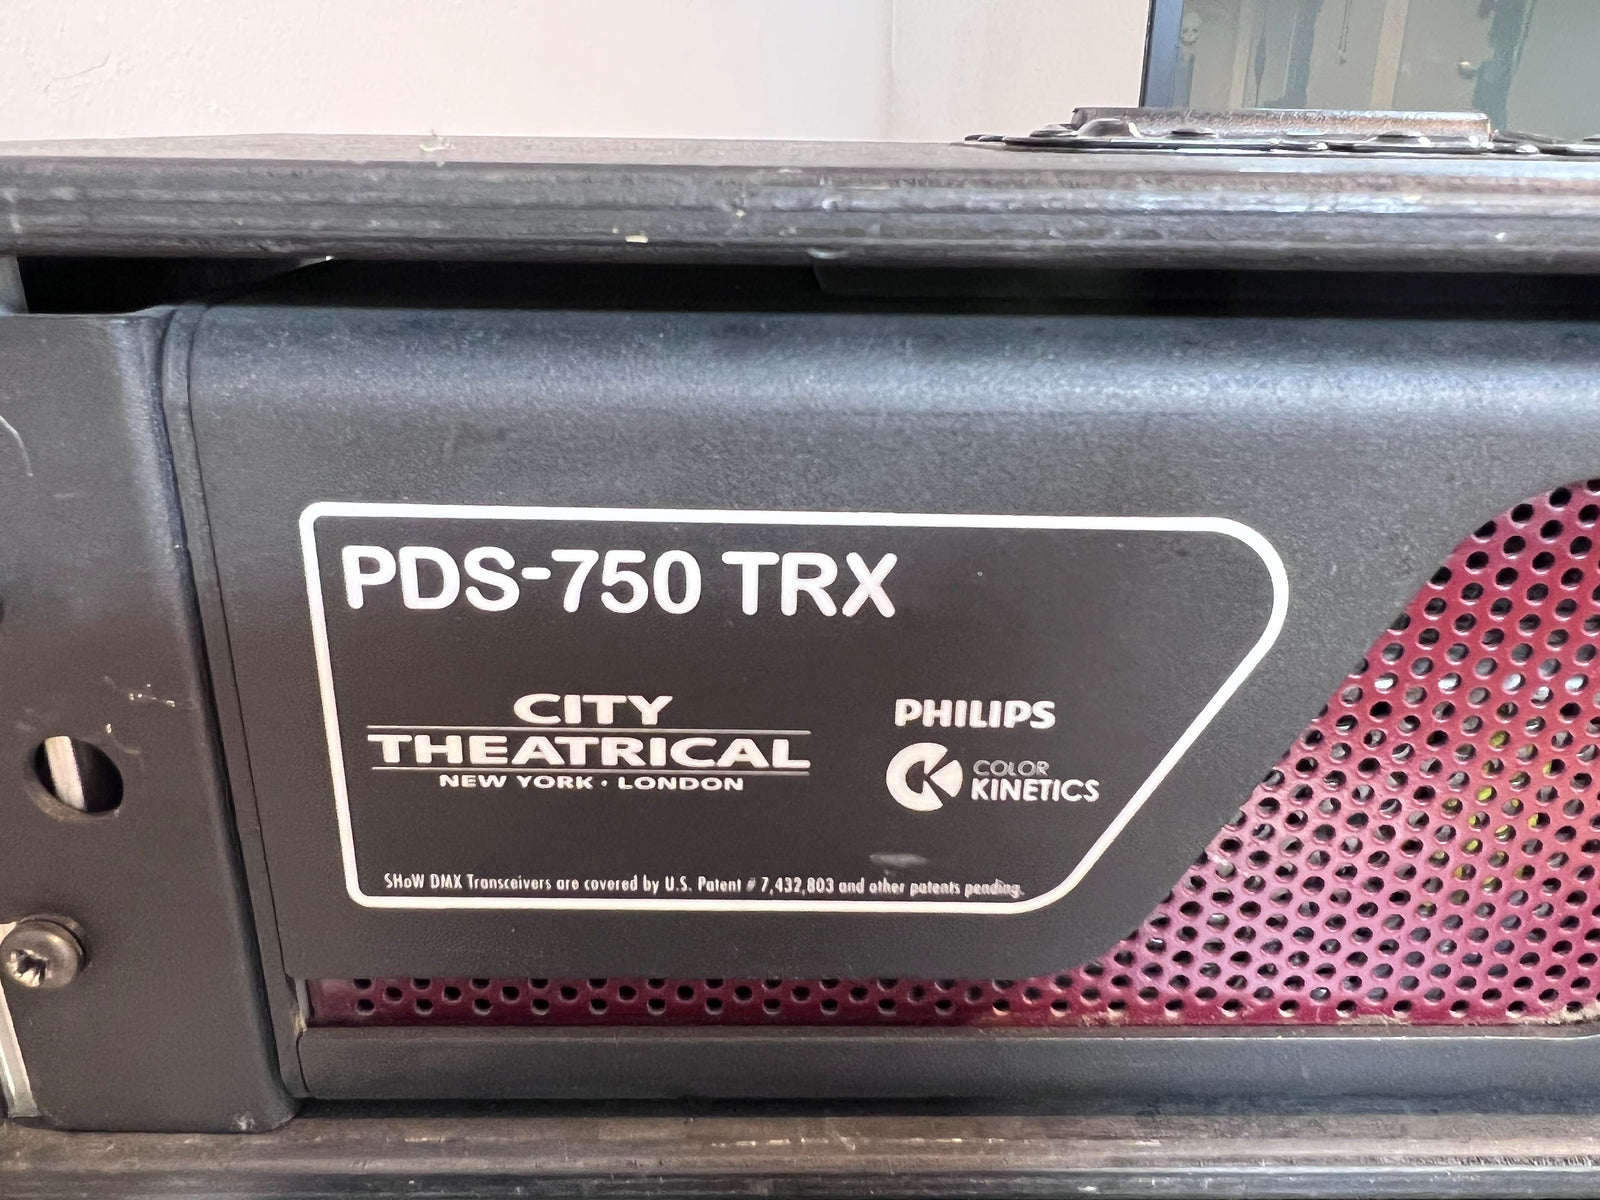 PDS-750 TRX
CITY
THEATRICAL
NEW YORK • LONDON
PHILIPS
CK COLOR
KINETICS
SHoW DMX Transceivers are covered by U.S. Patent # 7,432,803 and other patents pending.